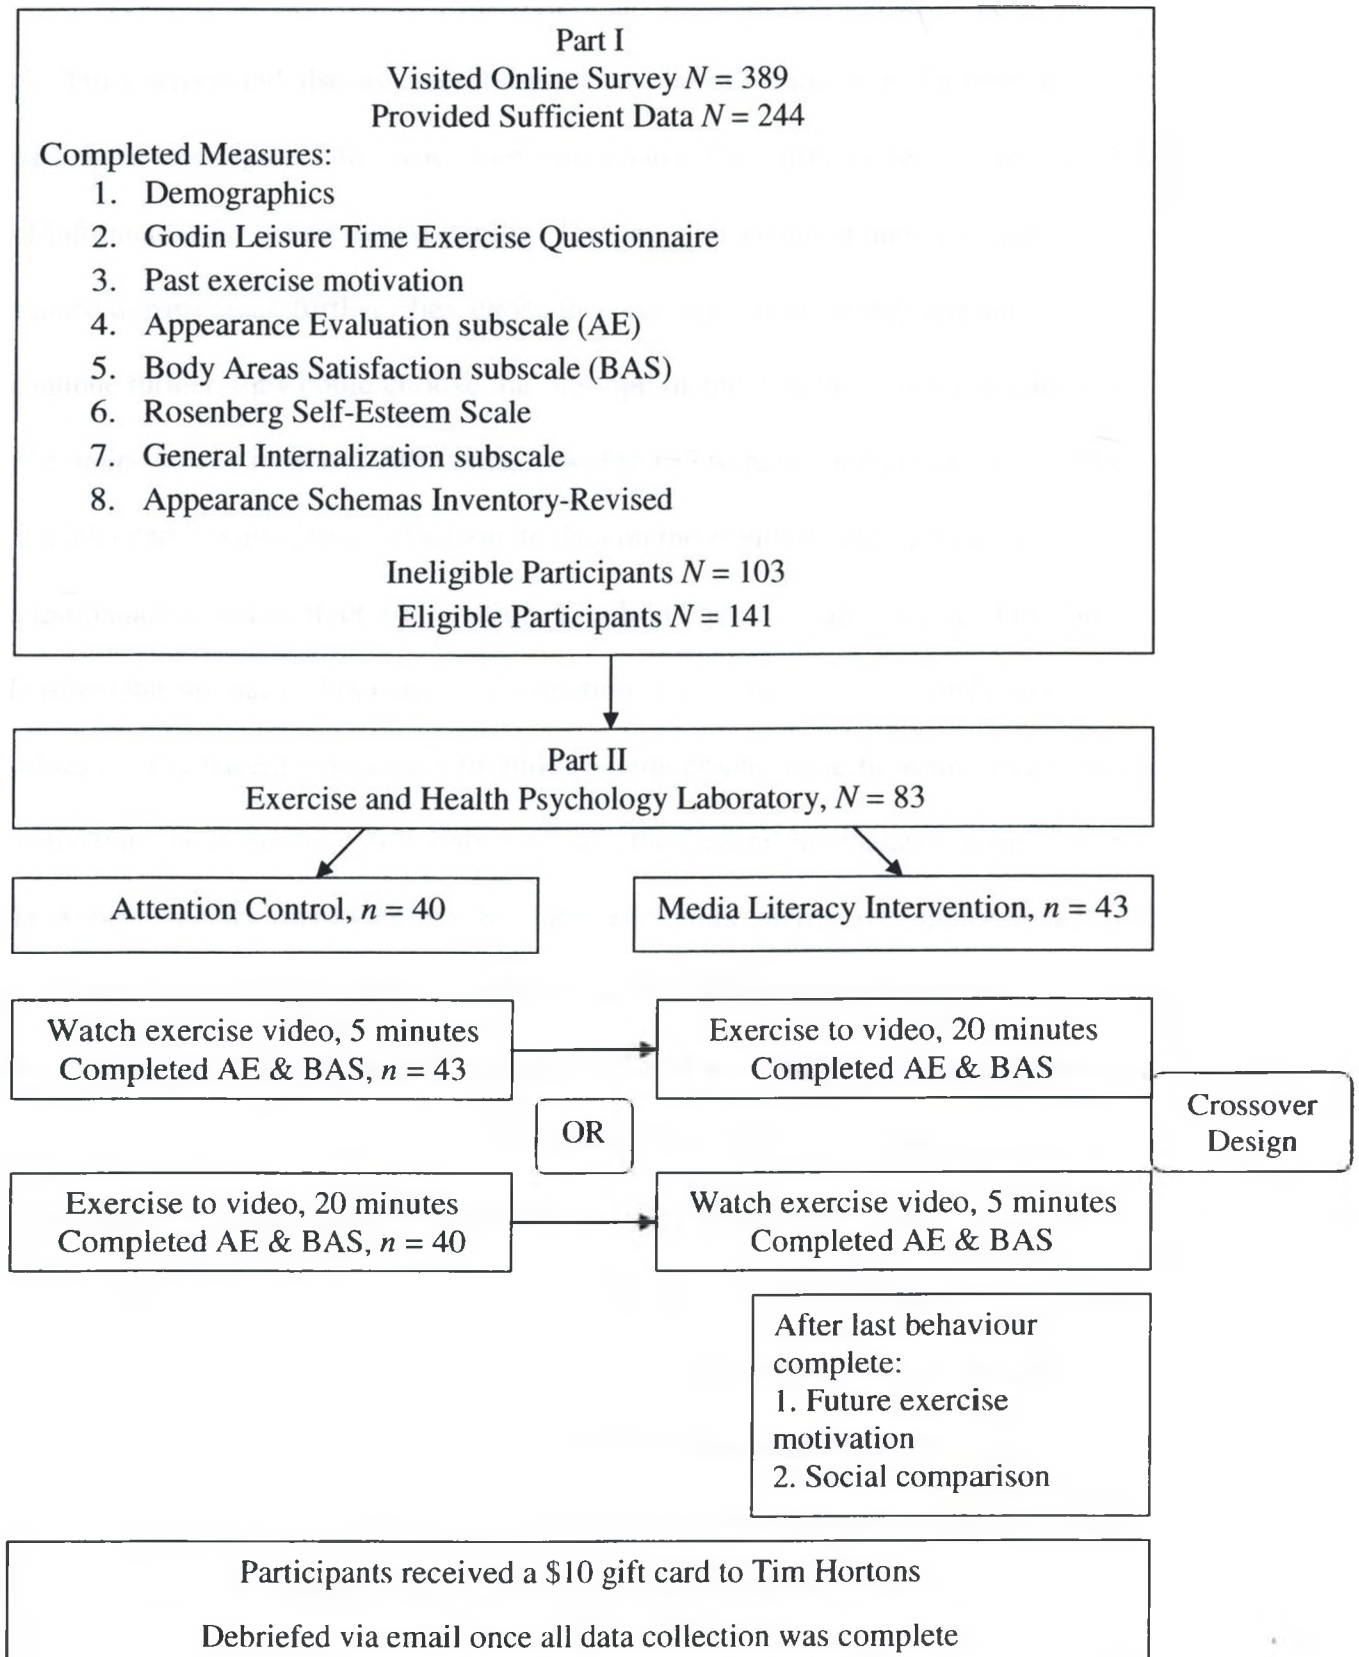 Part I
Visited Online Survey N = 389
Provided Sufficient Data N = 244
Completed Measures:
1. Demographics
2. Godin Leisure Time Exercise Questionnaire
3. Past exercise motivation
4. Appearance Evaluation subscale (AE)
5. Body Areas Satisfaction subscale (BAS)
6. Rosenberg Self-Esteem Scale
7. General Internalization subscale
8. Appearance Schemas Inventory-Revised
Ineligible Participants N = 103
Eligible Participants N = 141
Part II
Exercise and Health Psychology Laboratory, N = 83
Attention Control, n = 40
Media Literacy Intervention, n = 43
Watch exercise video, 5 minutes
Completed AE & BAS, n = 43
Exercise to video, 20 minutes
Completed AE & BAS
OR
Crossover
Design
Exercise to video, 20 minutes
Completed AE & BAS, n = 40
Watch exercise video, 5 minutes
Completed AE & BAS
After last behaviour
complete:
1. Future exercise
motivation
2. Social comparison
Participants received a $10 gift card to Tim Hortons
Debriefed via email once all data collection was complete